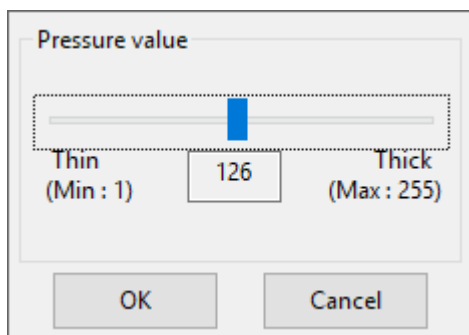 Pressure value
Thin
126
Thick
(Min : 1)
(Max : 255)
OK
Cancel